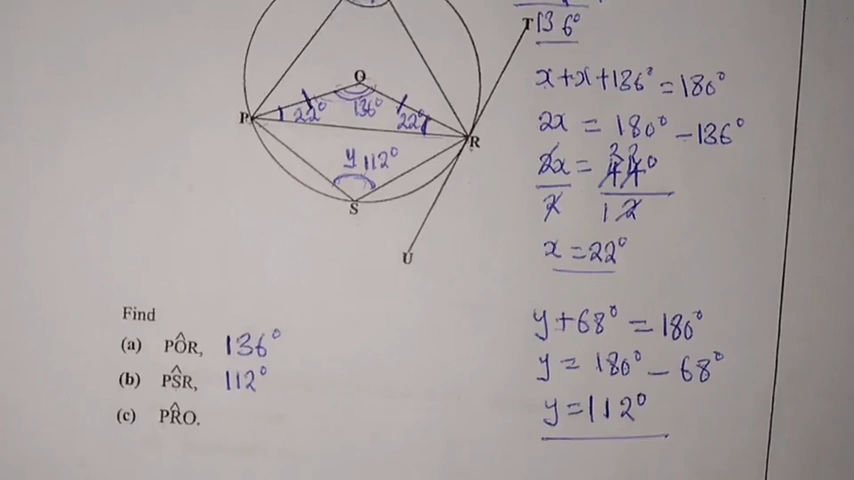 T
136°
O
P 22° 136° 22°
R
y 112°
S
U
x+x+136° = 180°
2x = 180° - 136°
2x = 44°
2 2
x = 22°
Find
(a) PÔR, 136°
(b) PŜR, 112°
(c) PR̂O.
y + 68° = 180°
y = 180° - 68°
y = 112°